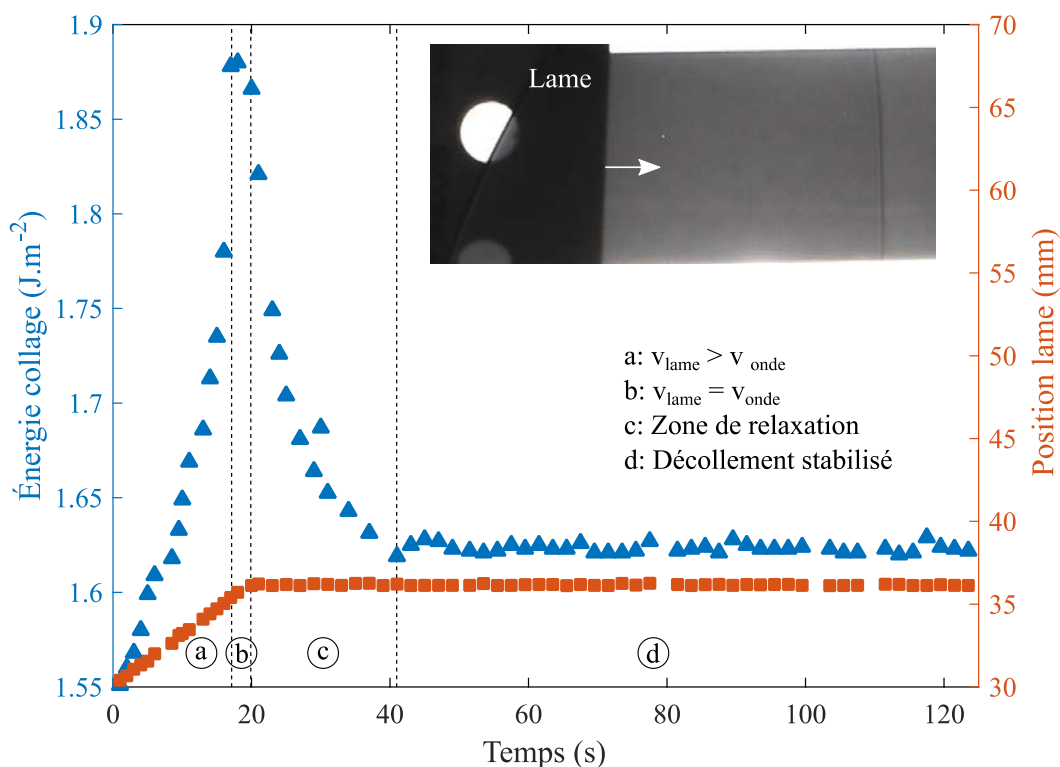 1.9
1.85
1.8
1.75
1.7
1.65
1.6
1.55
Énergie collage (J.m-2)
70
65
60
55
50
45
40
35
30
Position lame (mm)
Lame
a: vlame > v onde
b: vlame = vonde
c: Zone de relaxation
d: Décollement stabilisé
a b c d
0 20 40 60 80 100 120
Temps (s)